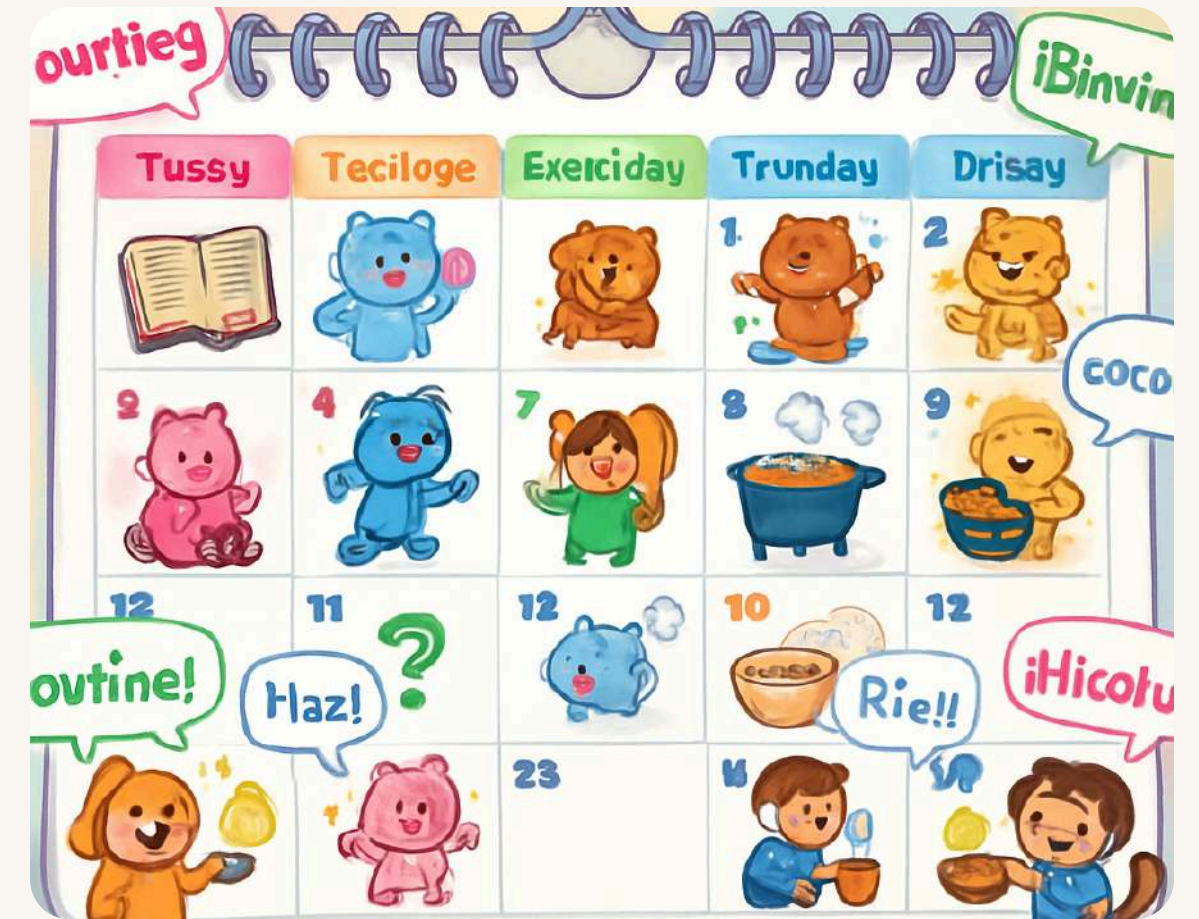 ourtieg
iBinvin
Tussy Teciloge Exerciday Trunday Drisay
1. 2
coco
9 4 7 8 9
12 11 ? 12 10 12
ovtine!
Haz!
Rie!!
iHicotu
23